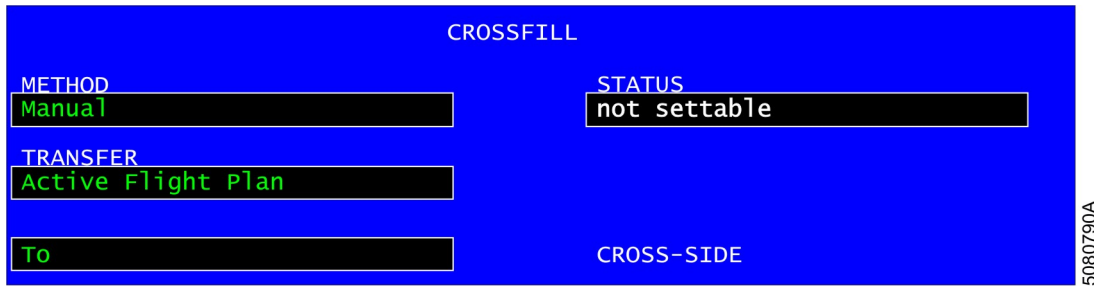 CROSSFILL
METHOD
Manual
STATUS
not settable
TRANSFER
Active Flight Plan
To
CROSS-SIDE
5080790A